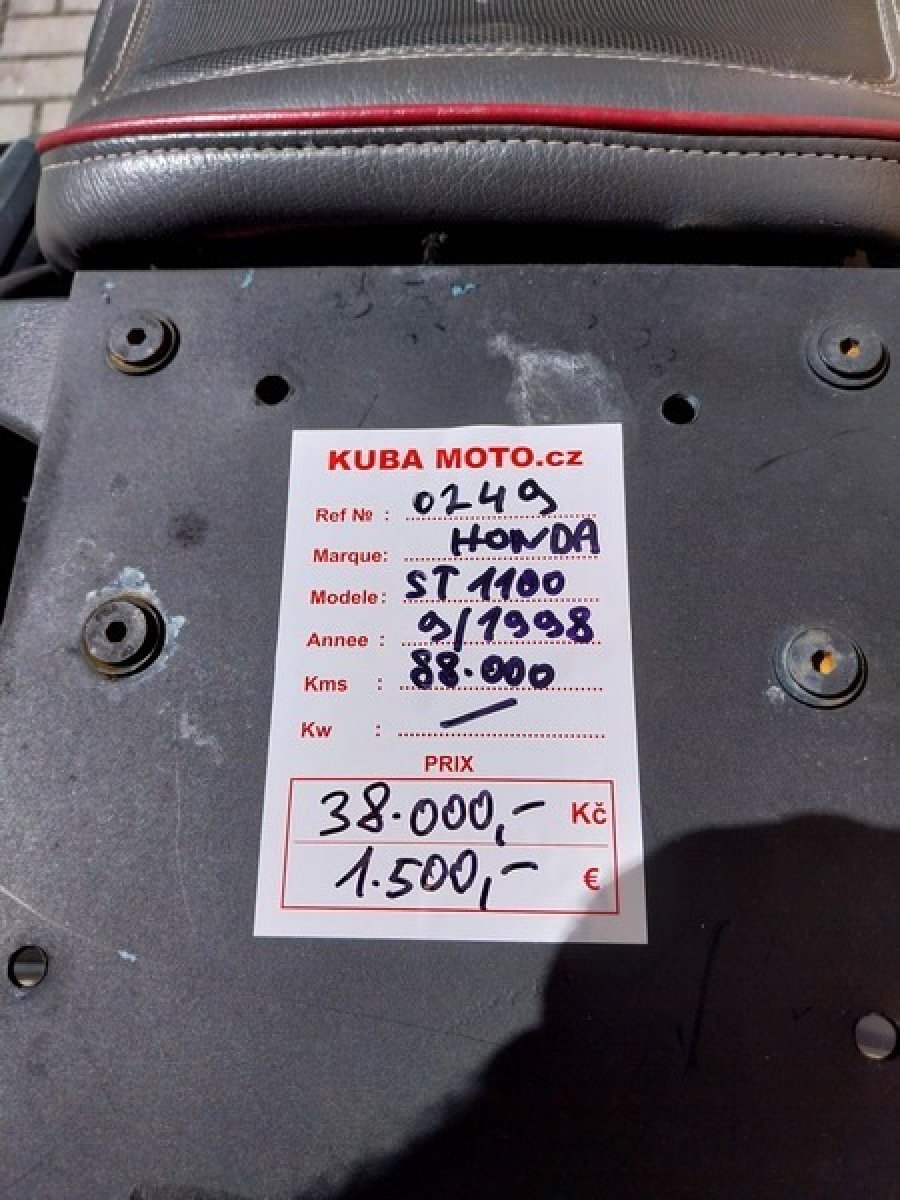 KUBA MOTO.cz
Ref № : 0249
Marque: HONDA
Modele: ST 1100
Annee : 9/1998
Kms : 88.000
Kw : —
PRIX
38.000,- Kč
1.500,- €